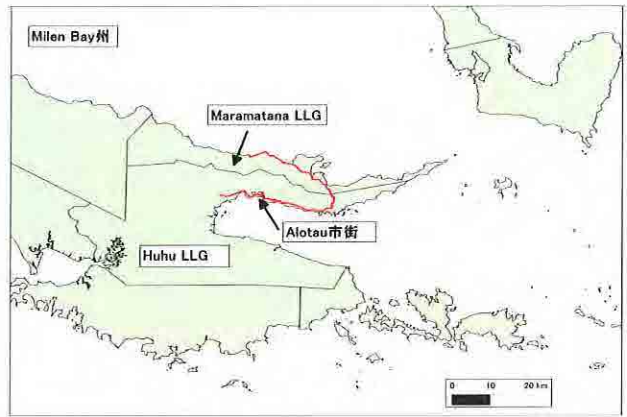 Milen Bay州
Maramatana LLG
Alotau市街
Huhu LLG
0 10 20 km